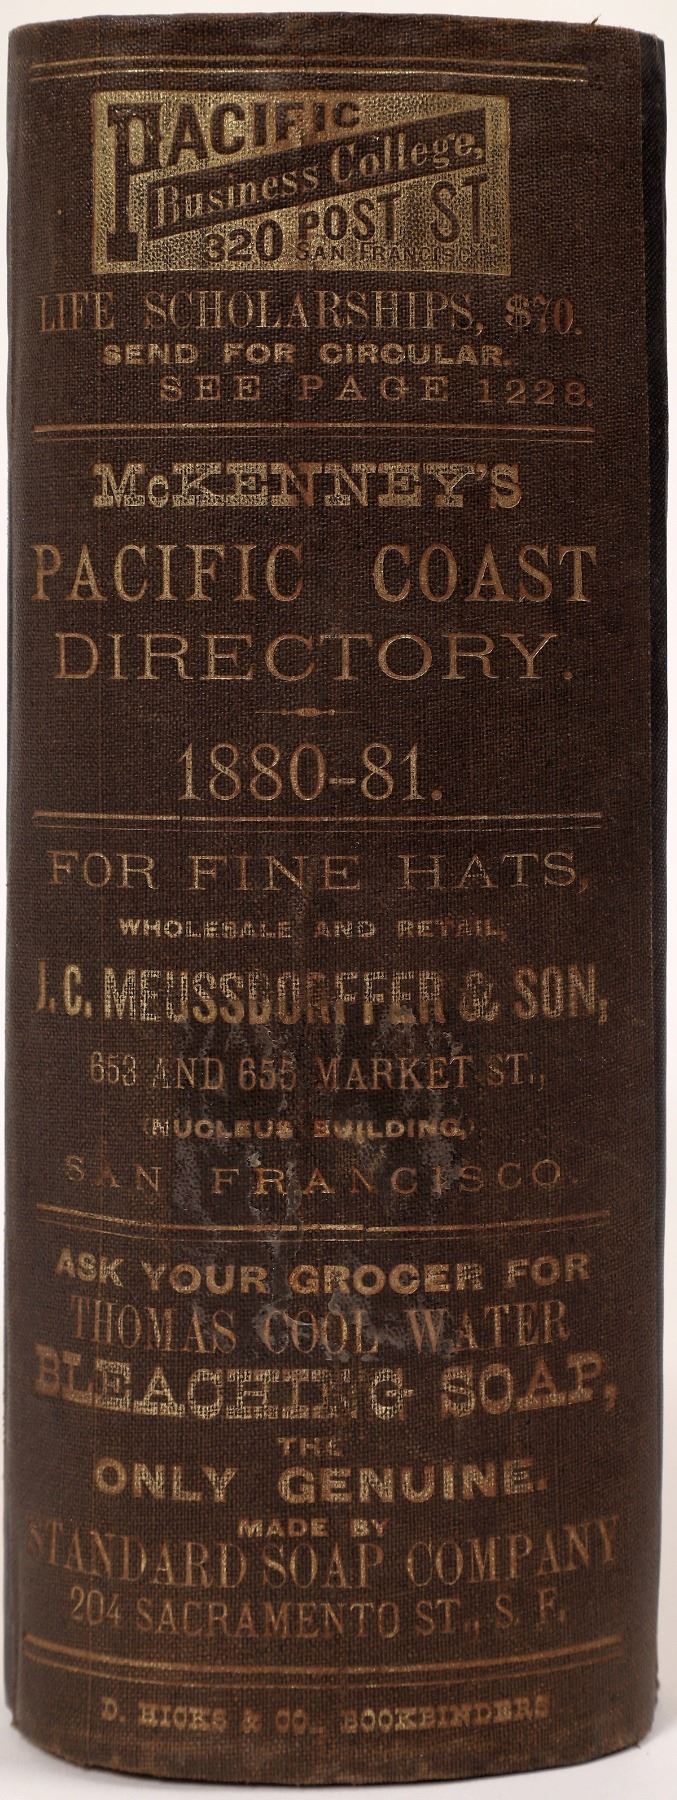 PACIFIC
Business College,
320 POST ST.
SAN FRANCISCO
LIFE SCHOLARSHIPS, $70.
SEND FOR CIRCULAR.
SEE PAGE 1228.
McKENNEY'S
PACIFIC COAST
DIRECTORY.
1880-81.
FOR FINE HATS,
WHOLESALE AND RETAIL,
J. C. MEUSSDORFFER & SON,
653 AND 655 MARKET ST.,
(NUCLEUS BUILDING,)
SAN FRANCISCO.
ASK YOUR GROCER FOR
THOMAS COOL WATER
BLEACHING SOAP,
THE
ONLY GENUINE.
MADE BY
STANDARD SOAP COMPANY
204 SACRAMENTO ST., S. F.
D. HICKS & CO., BOOKBINDERS